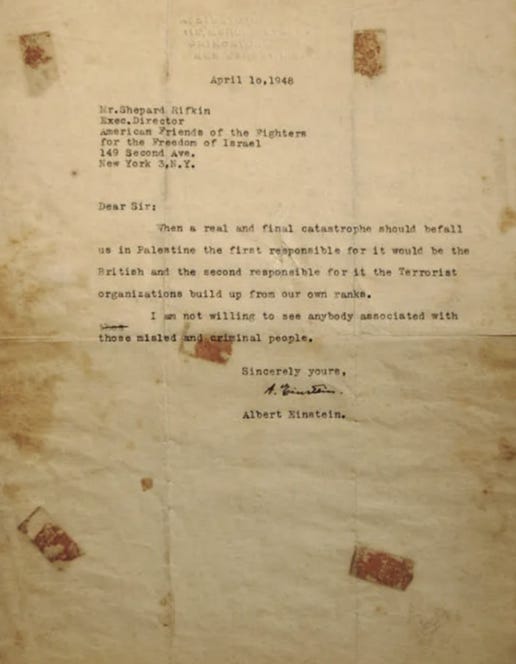 April 10,1948
Mr.Shepard Rifkin
Exec.Director
American Friends of the Fighters
for the Freedom of Israel
149 Second Ave.
New York 3,N.Y.
Dear Sir:
When a real and final catastrophe should befall
us in Palestine the first responsible for it would be the
British and the second responsible for it the Terrorist
organizations build up from our own ranks.
I am not willing to see anybody associated with
those misled and criminal people.
Sincerely yours,
A. Einstein.
Albert Einstein.